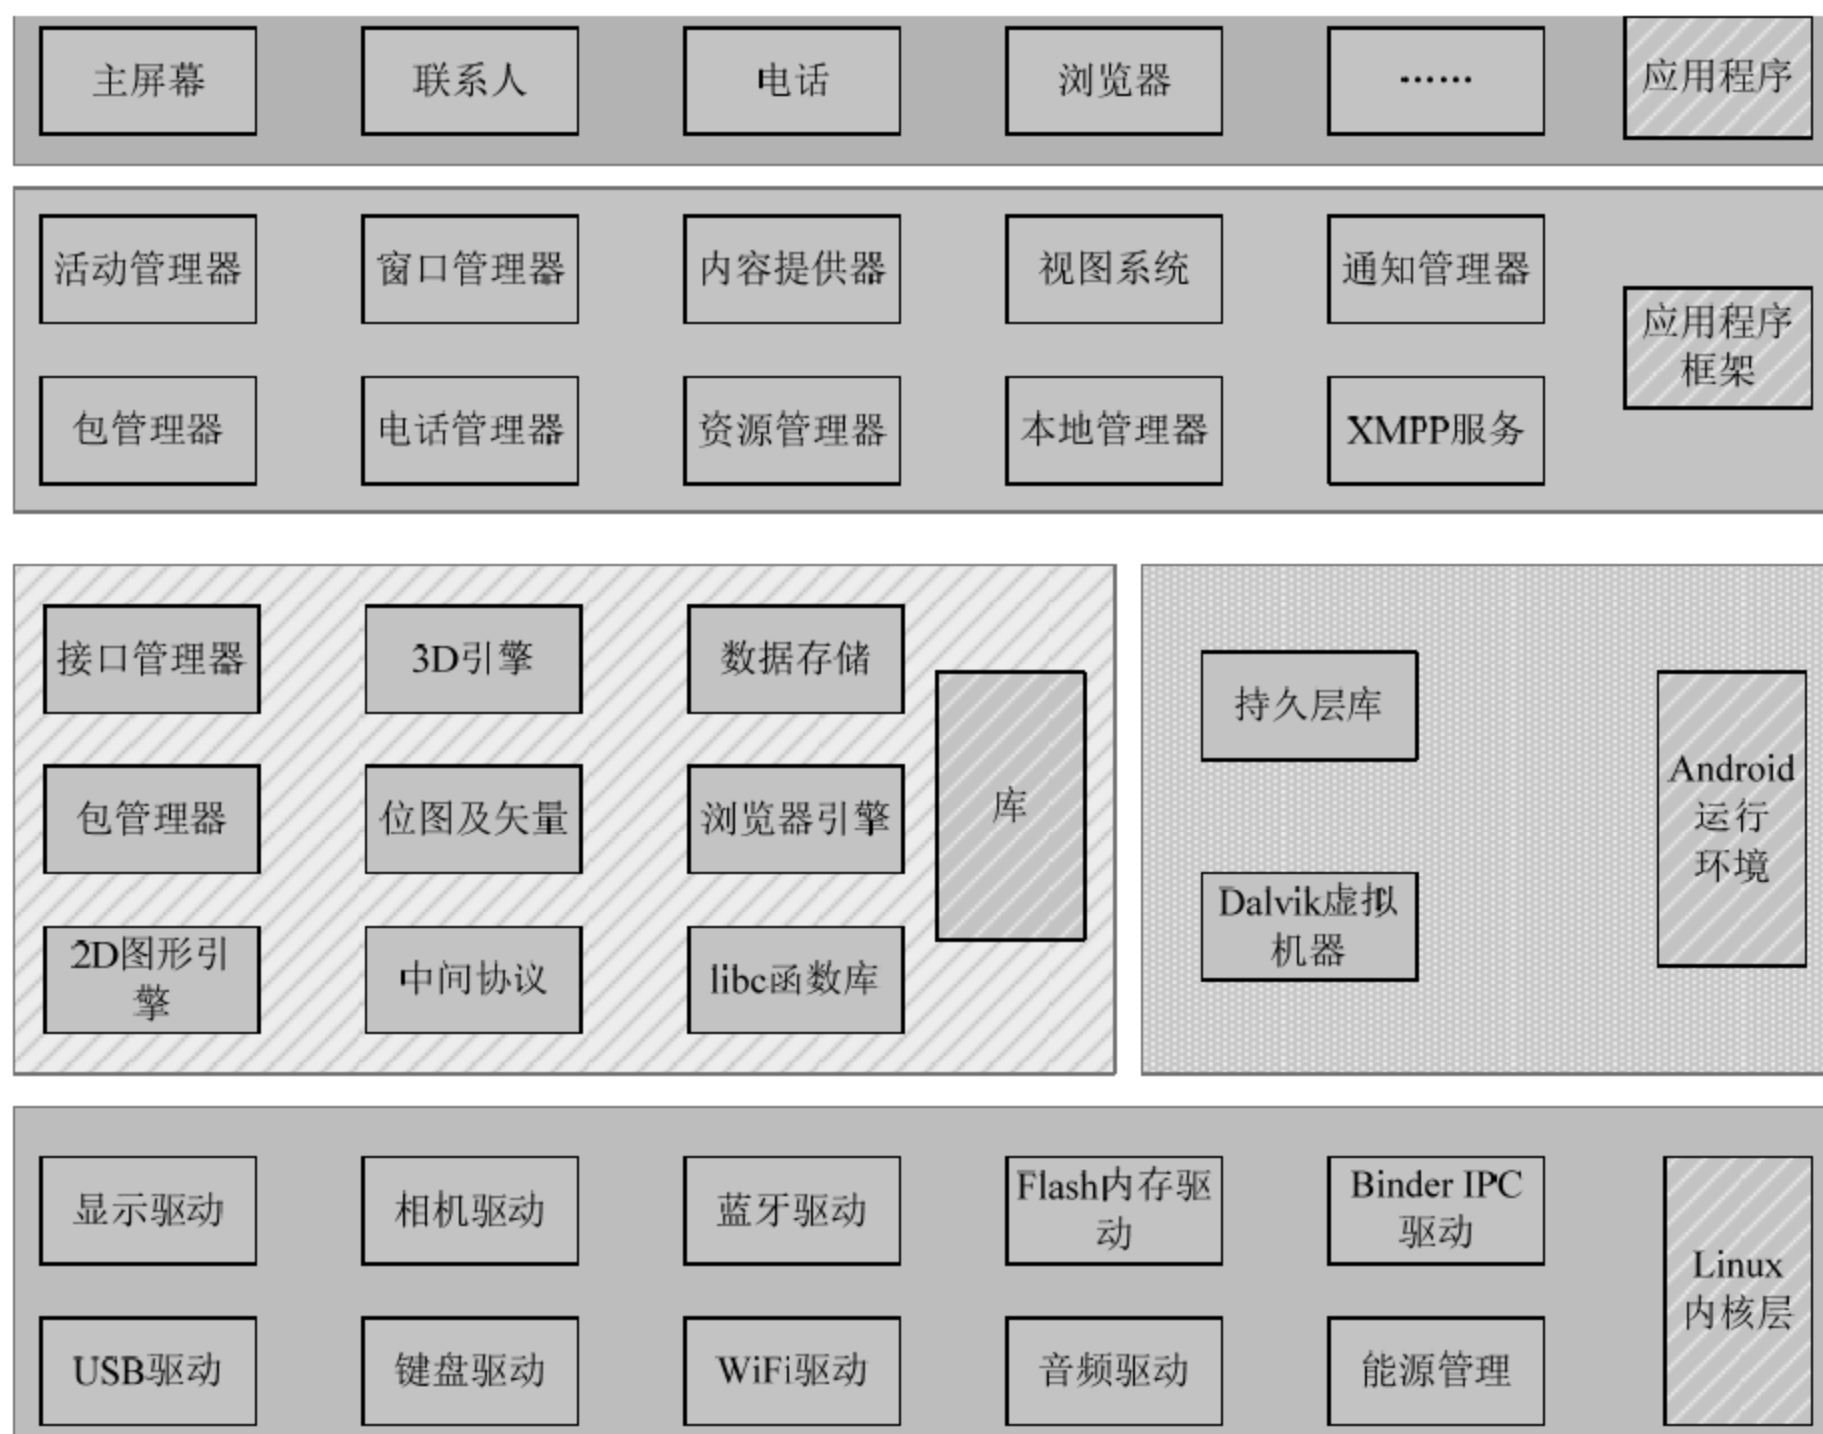 主屏幕
联系人
电话
浏览器
……
应用程序
活动管理器
窗口管理器
内容提供器
视图系统
通知管理器
应用程序
框架
包管理器
电话管理器
资源管理器
本地管理器
XMPP服务
接口管理器
3D引擎
数据存储
包管理器
位图及矢量
浏览器引擎
2D图形引
擎
中间协议
libc函数库
库
持久层库
Dalvik虚拟
机器
Android
运行
环境
显示驱动
相机驱动
蓝牙驱动
Flash内存驱
动
Binder IPC
驱动
USB驱动
键盘驱动
WiFi驱动
音频驱动
能源管理
Linux
内核层